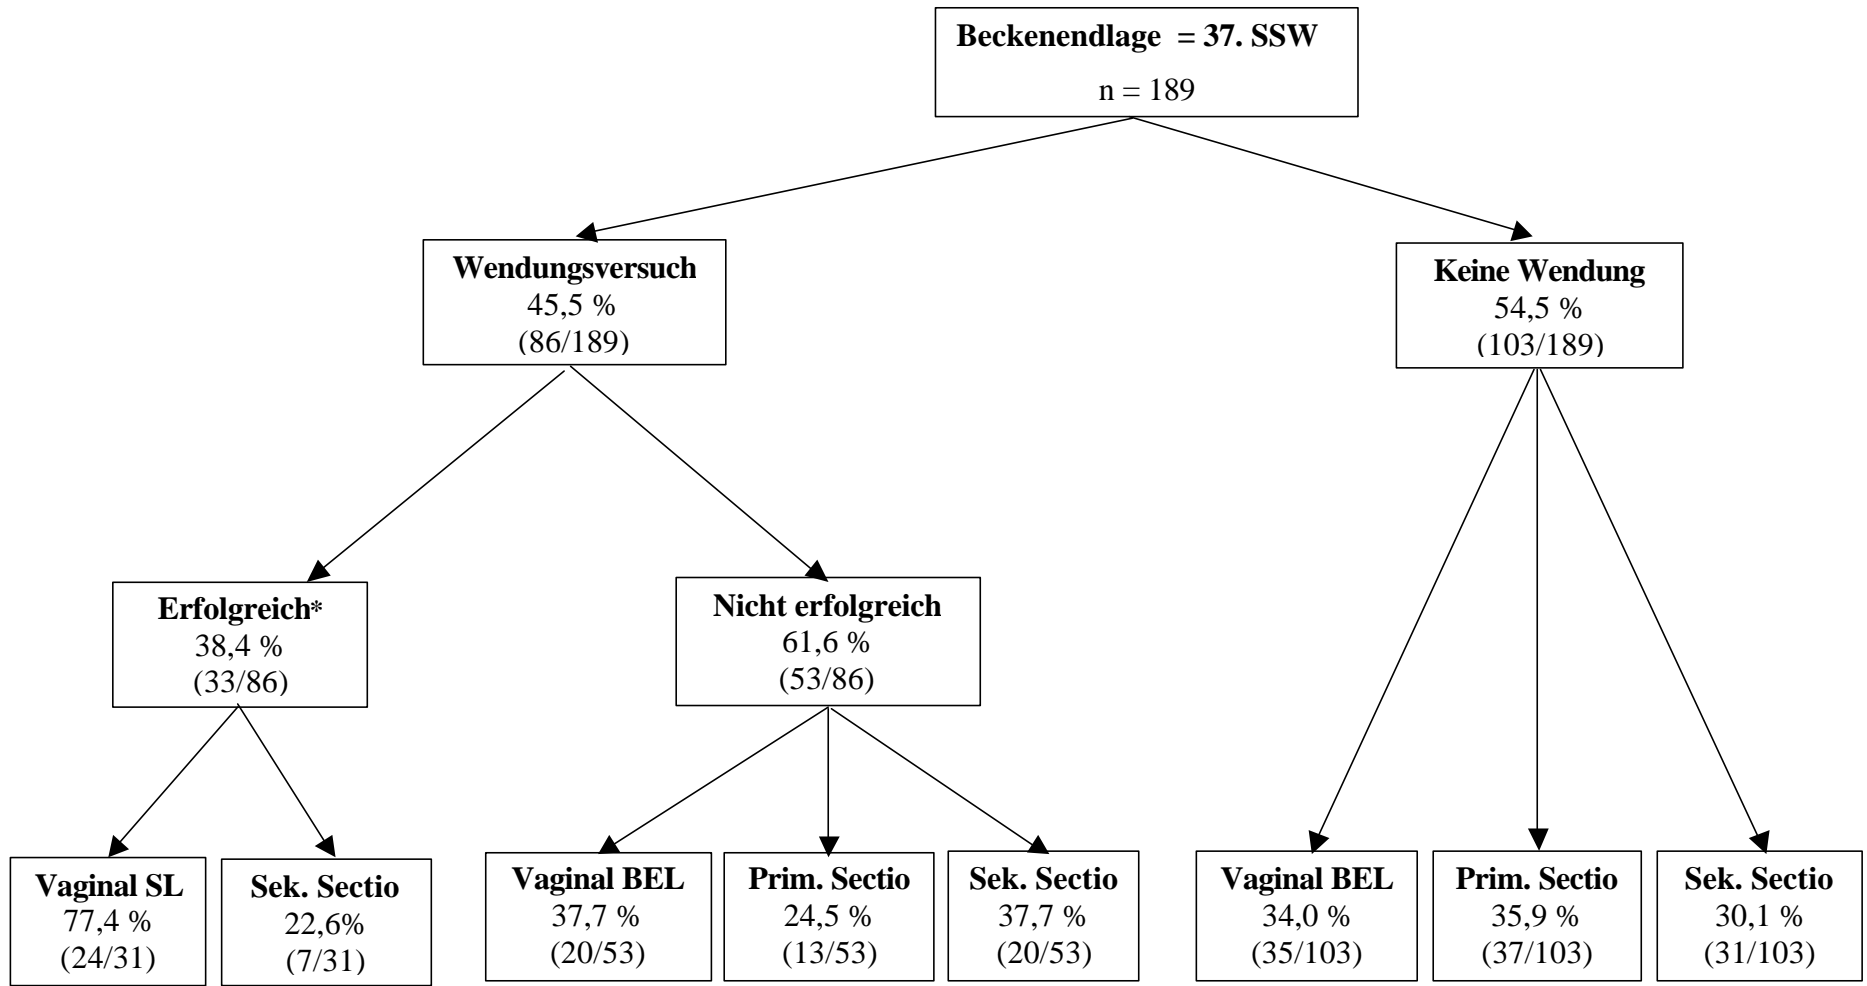 Beckenendlage = 37. SSW
n = 189
Wendungsversuch
45,5 %
(86/189)
Keine Wendung
54,5 %
(103/189)
Erfolgreich*
38,4 %
(33/86)
Nicht erfolgreich
61,6 %
(53/86)
Vaginal SL
77,4 %
(24/31)
Sek. Sectio
22,6%
(7/31)
Vaginal BEL
37,7 %
(20/53)
Prim. Sectio
24,5 %
(13/53)
Sek. Sectio
37,7 %
(20/53)
Vaginal BEL
34,0 %
(35/103)
Prim. Sectio
35,9 %
(37/103)
Sek. Sectio
30,1 %
(31/103)